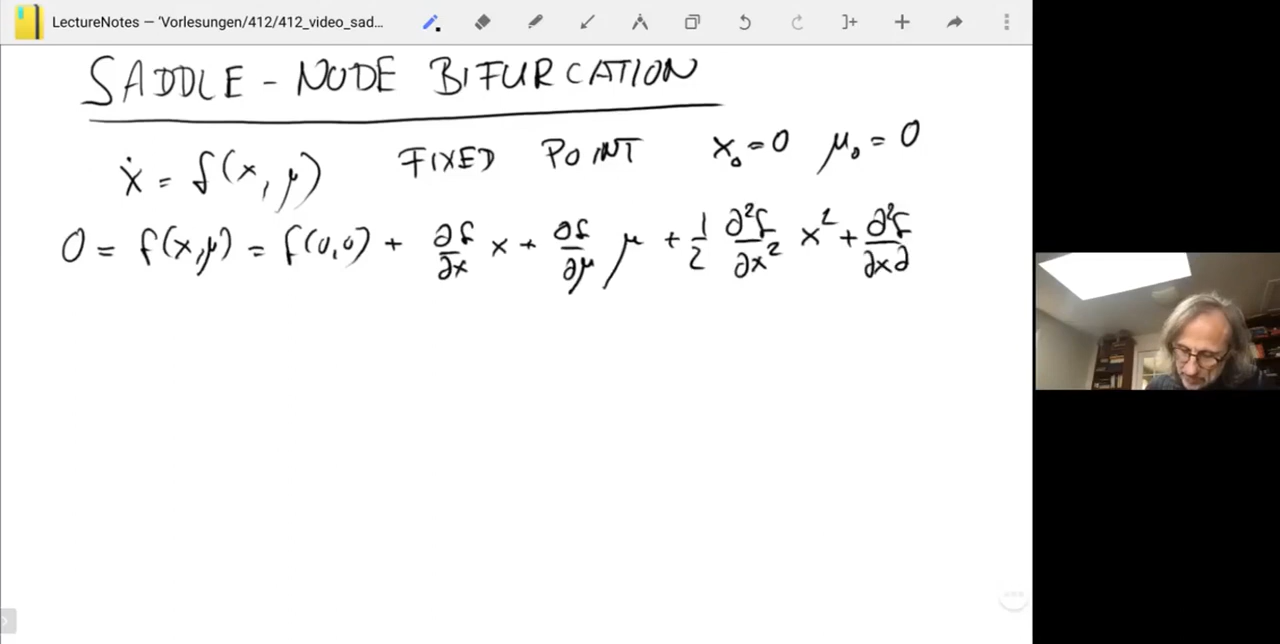 LectureNotes — ‘Vorlesungen/412/412_video_sad...
SADDLE-NODE BIFURCATION
ẋ = f(x, μ) FIXED POINT x₀=0 μ₀=0
0 = f(x,μ) = f(0,0) + ∂f/∂x x + ∂f/∂μ μ + 1/2 ∂²f/∂x² x² + ∂²f/∂x∂